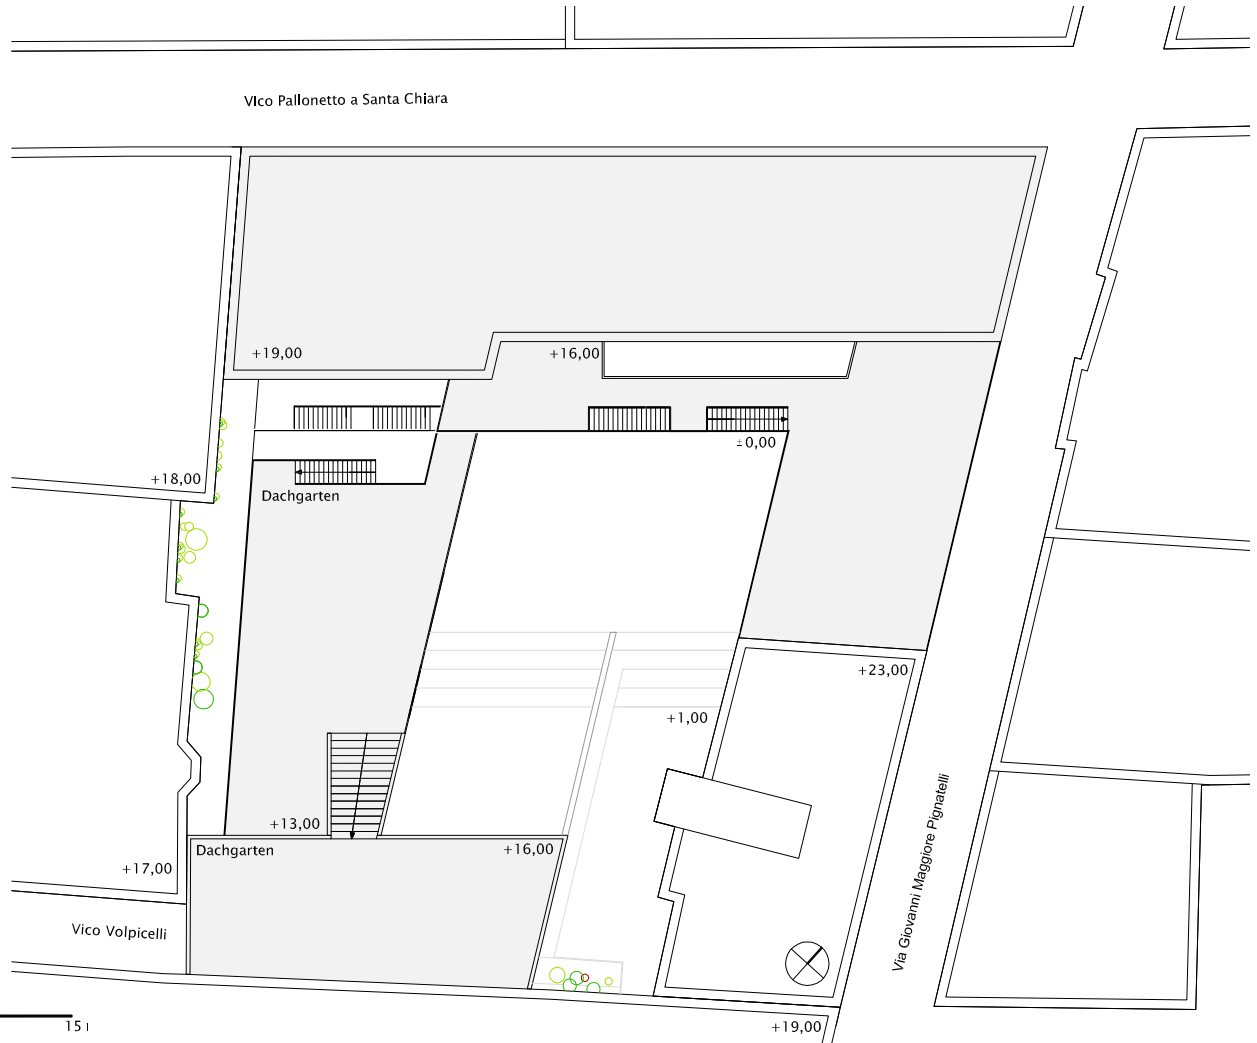 VIco Pallonetto a Santa Chiara
+19,00
+16,00
±0,00
+18,00
Dachgarten
+23,00
+1,00
+13,00
Dachgarten
+16,00
+17,00
Vico Volpicelli
Via Giovanni Maggiore Pignatelli
+19,00
15